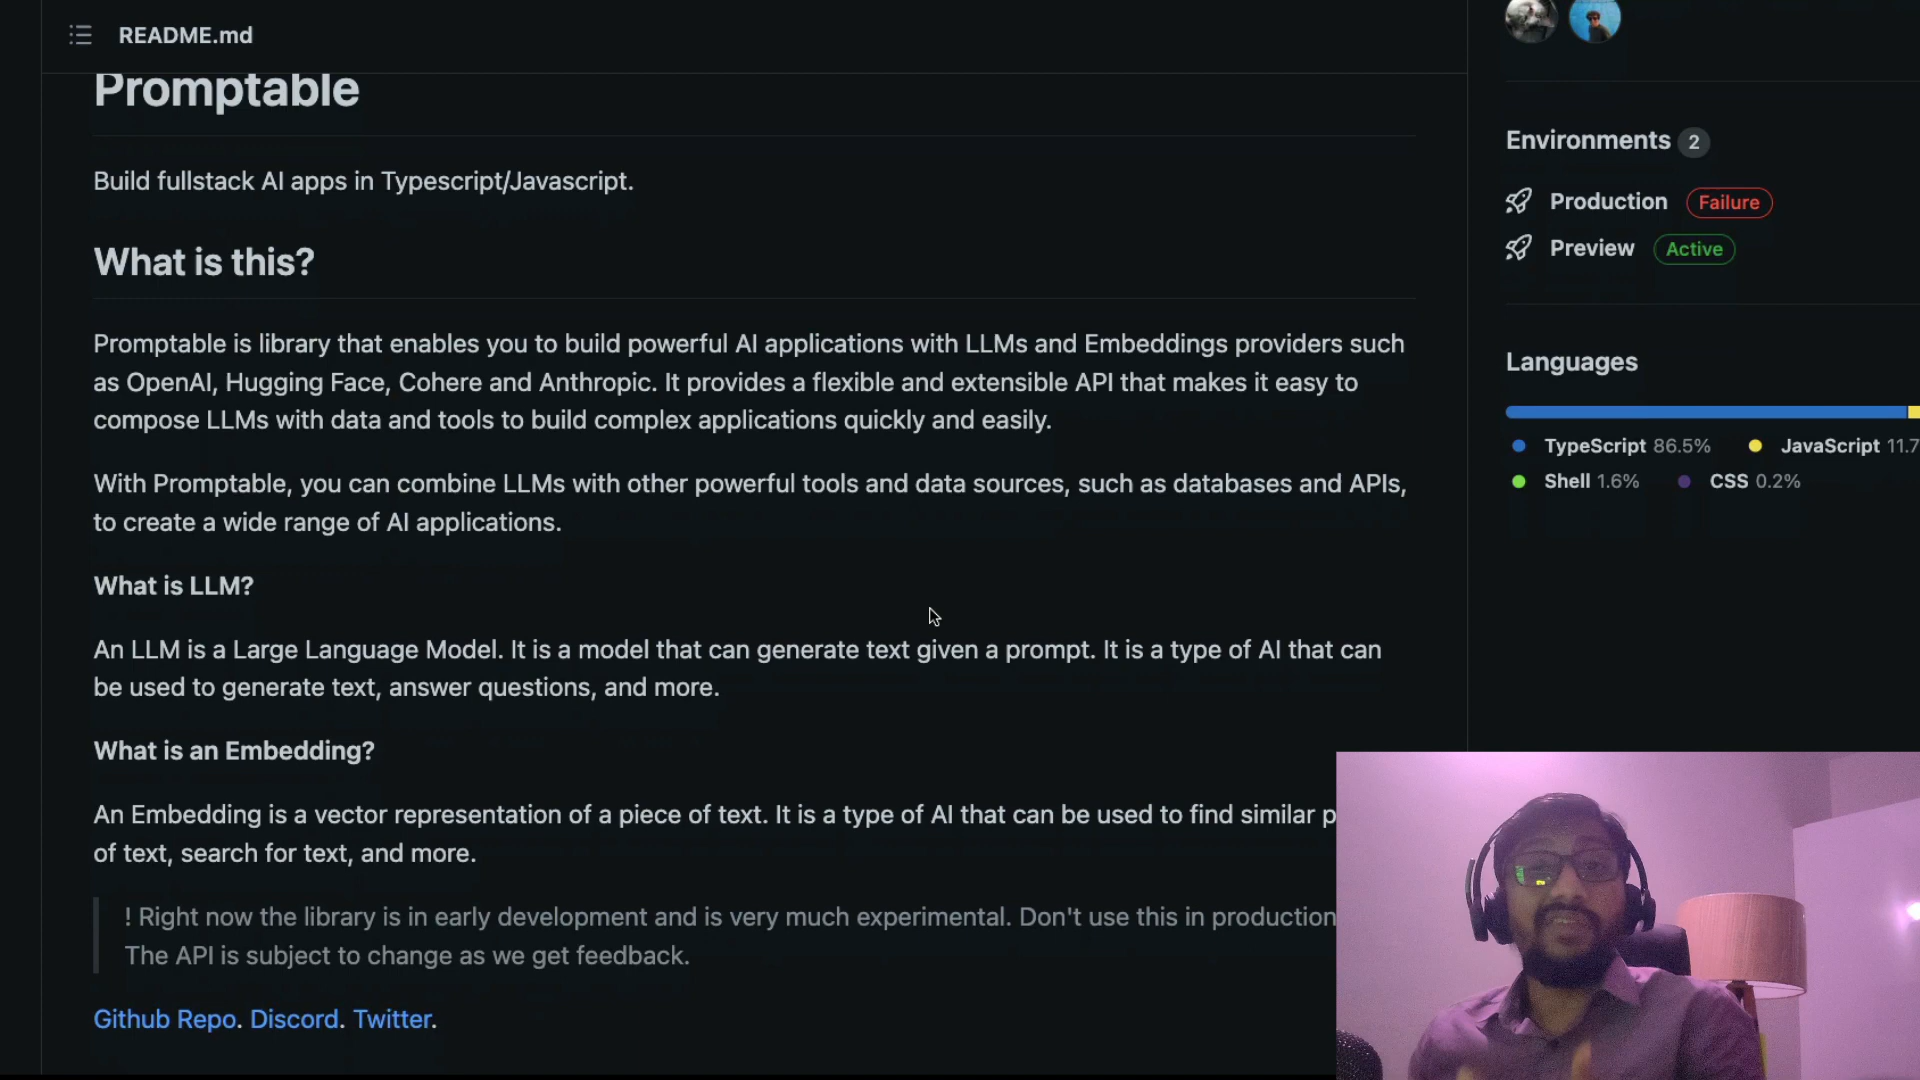 README.md
Promptable
Build fullstack AI apps in Typescript/Javascript.
What is this?
Promptable is library that enables you to build powerful AI applications with LLMs and Embeddings providers such
as OpenAI, Hugging Face, Cohere and Anthropic. It provides a flexible and extensible API that makes it easy to
compose LLMs with data and tools to build complex applications quickly and easily.
With Promptable, you can combine LLMs with other powerful tools and data sources, such as databases and APIs,
to create a wide range of AI applications.
What is LLM?
An LLM is a Large Language Model. It is a model that can generate text given a prompt. It is a type of AI that can
be used to generate text, answer questions, and more.
What is an Embedding?
An Embedding is a vector representation of a piece of text. It is a type of AI that can be used to find similar p
of text, search for text, and more.
! Right now the library is in early development and is very much experimental. Don't use this in production
The API is subject to change as we get feedback.
Github Repo. Discord. Twitter.
Environments 2
Production Failure
Preview Active
Languages
TypeScript 86.5% JavaScript 11.7
Shell 1.6% CSS 0.2%